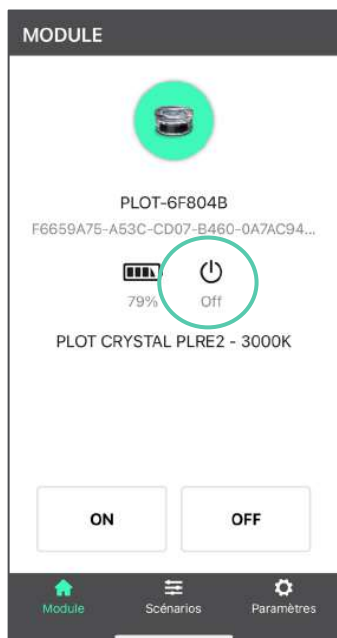 MODULE
PLOT-6F804B
F6659A75-A53C-CD07-B460-0A7AC94...
79% Off
PLOT CRYSTAL PLRE2 - 3000K
ON OFF
Module Scénarios Paramètres